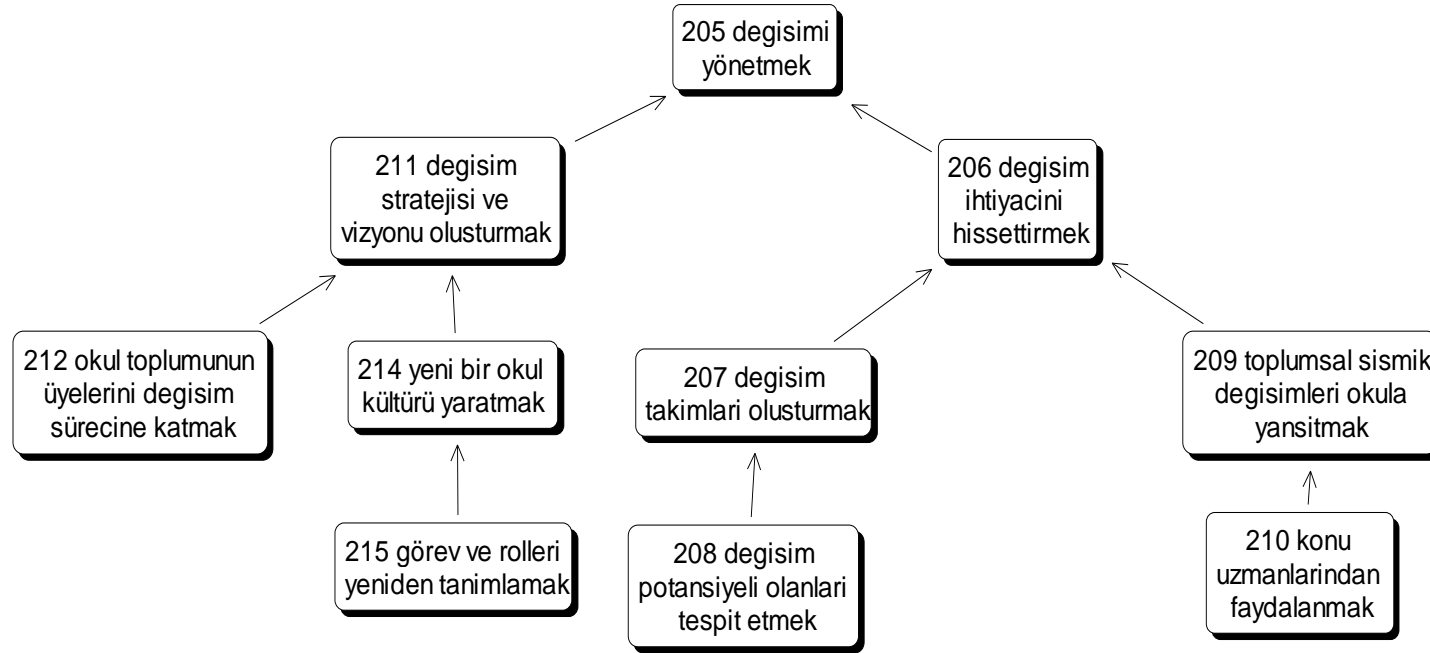 205 degisimi
yönetmek
211 degisim
stratejisi ve
vizyonu olusturmak
206 degisim
ihtiyacini
hissettirmek
212 okul toplumunun
üyelerini degisim
sürecine katmak
214 yeni bir okul
kültürü yaratmak
207 degisim
takimlari olusturmak
209 toplumsal sismik
degisimleri okula
yansitmak
215 görev ve rolleri
yeniden tanimlamak
208 degisim
potansiyeli olanlari
tespit etmek
210 konu
uzmanlarindan
faydalanmak